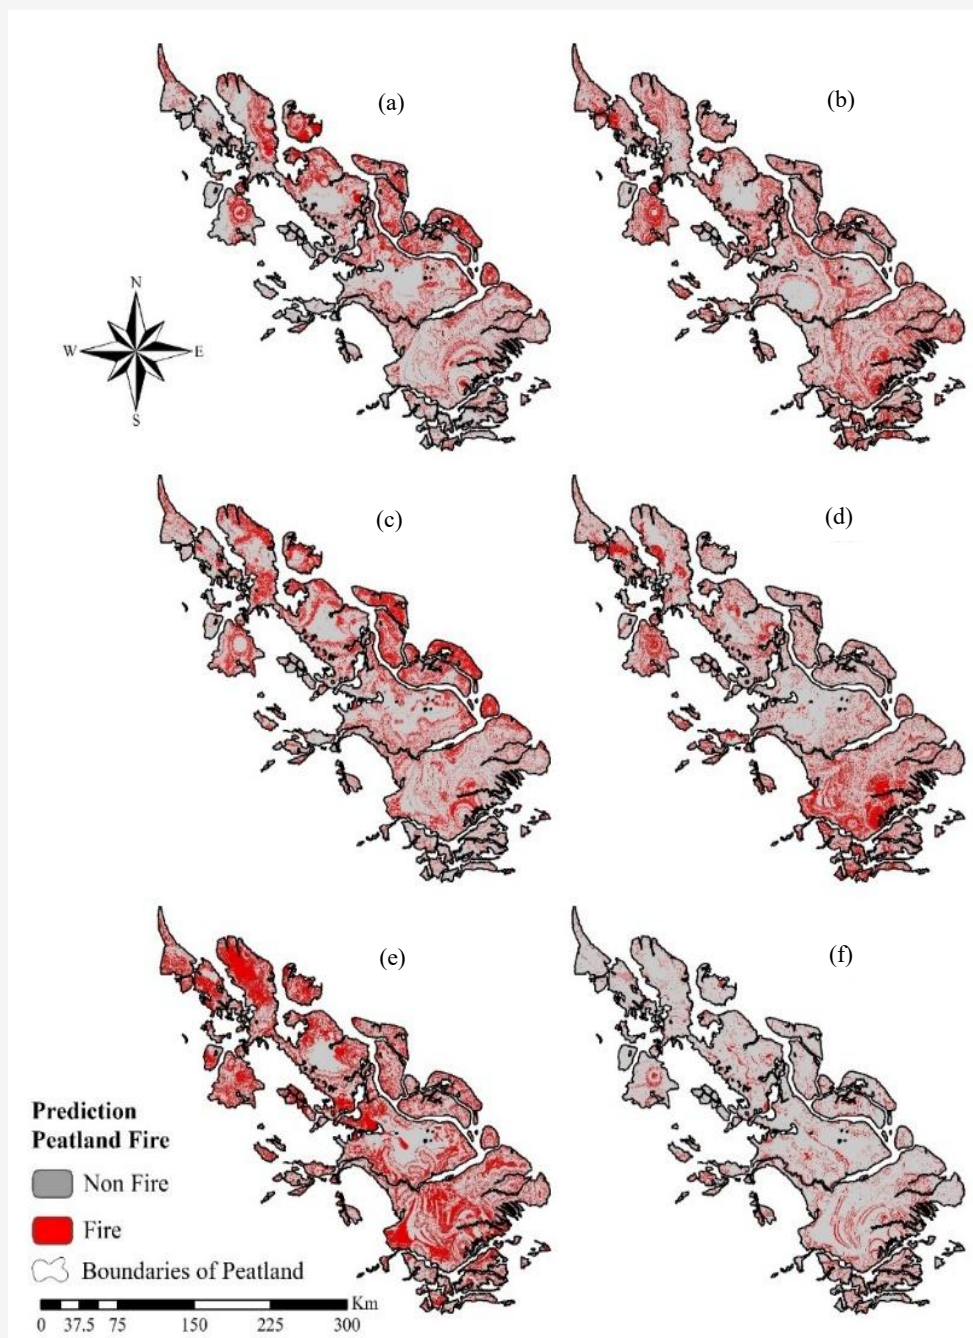 (a)
(b)
N
W
E
S
(c)
(d)
(e)
(f)
Prediction
Peatland Fire
Non Fire
Fire
Boundaries of Peatland
Km
0 37.5 75 150 225 300